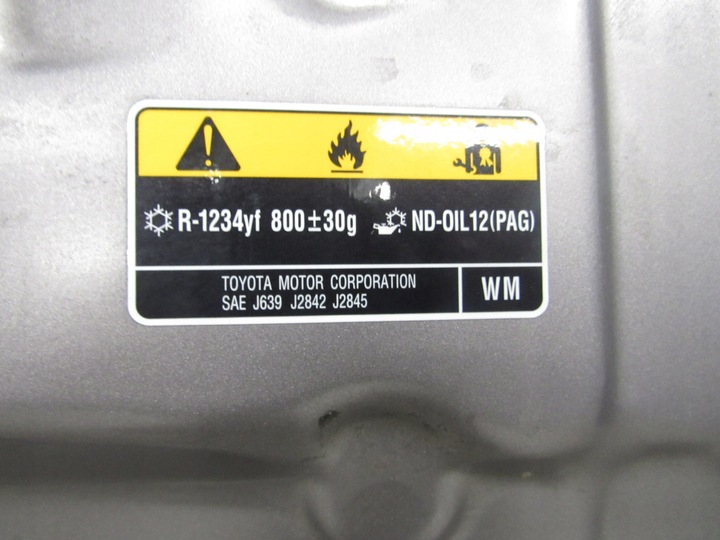 R-1234yf 800±30g ND-OIL12(PAG)
TOYOTA MOTOR CORPORATION
SAE J639 J2842 J2845
WM